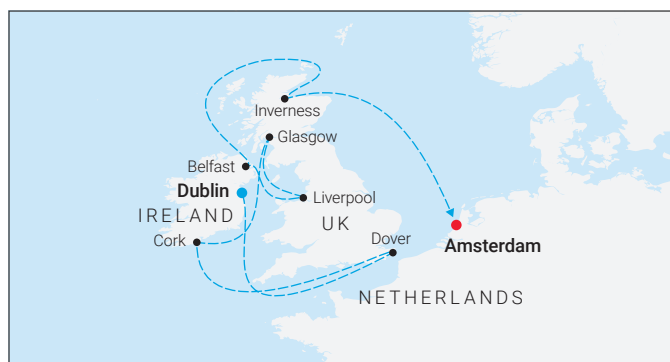 Inverness
Glasgow
Belfast
Dublin
Liverpool
IRELAND
UK
Cork
Dover
Amsterdam
NETHERLANDS